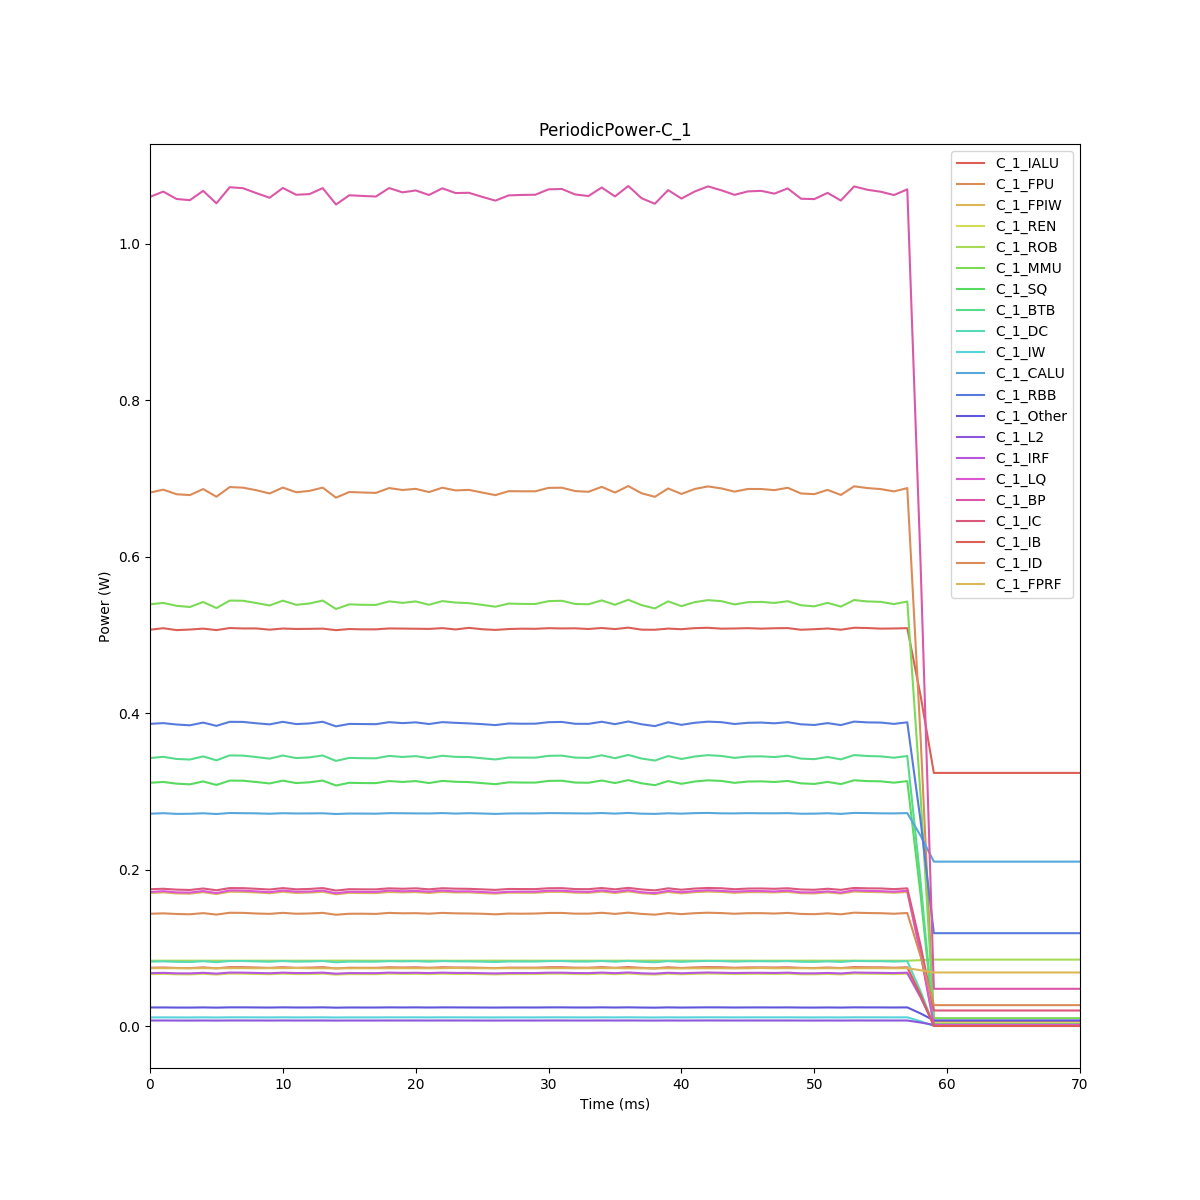 PeriodicPower-C_1
Power (W)
1.0
0.8
0.6
0.4
0.2
0.0
0 10 20 30 40 50 60 70
Time (ms)
C_1_IALU
C_1_FPU
C_1_FPIW
C_1_REN
C_1_ROB
C_1_MMU
C_1_SQ
C_1_BTB
C_1_DC
C_1_IW
C_1_CALU
C_1_RBB
C_1_Other
C_1_L2
C_1_IRF
C_1_LQ
C_1_BP
C_1_IC
C_1_IB
C_1_ID
C_1_FPRF